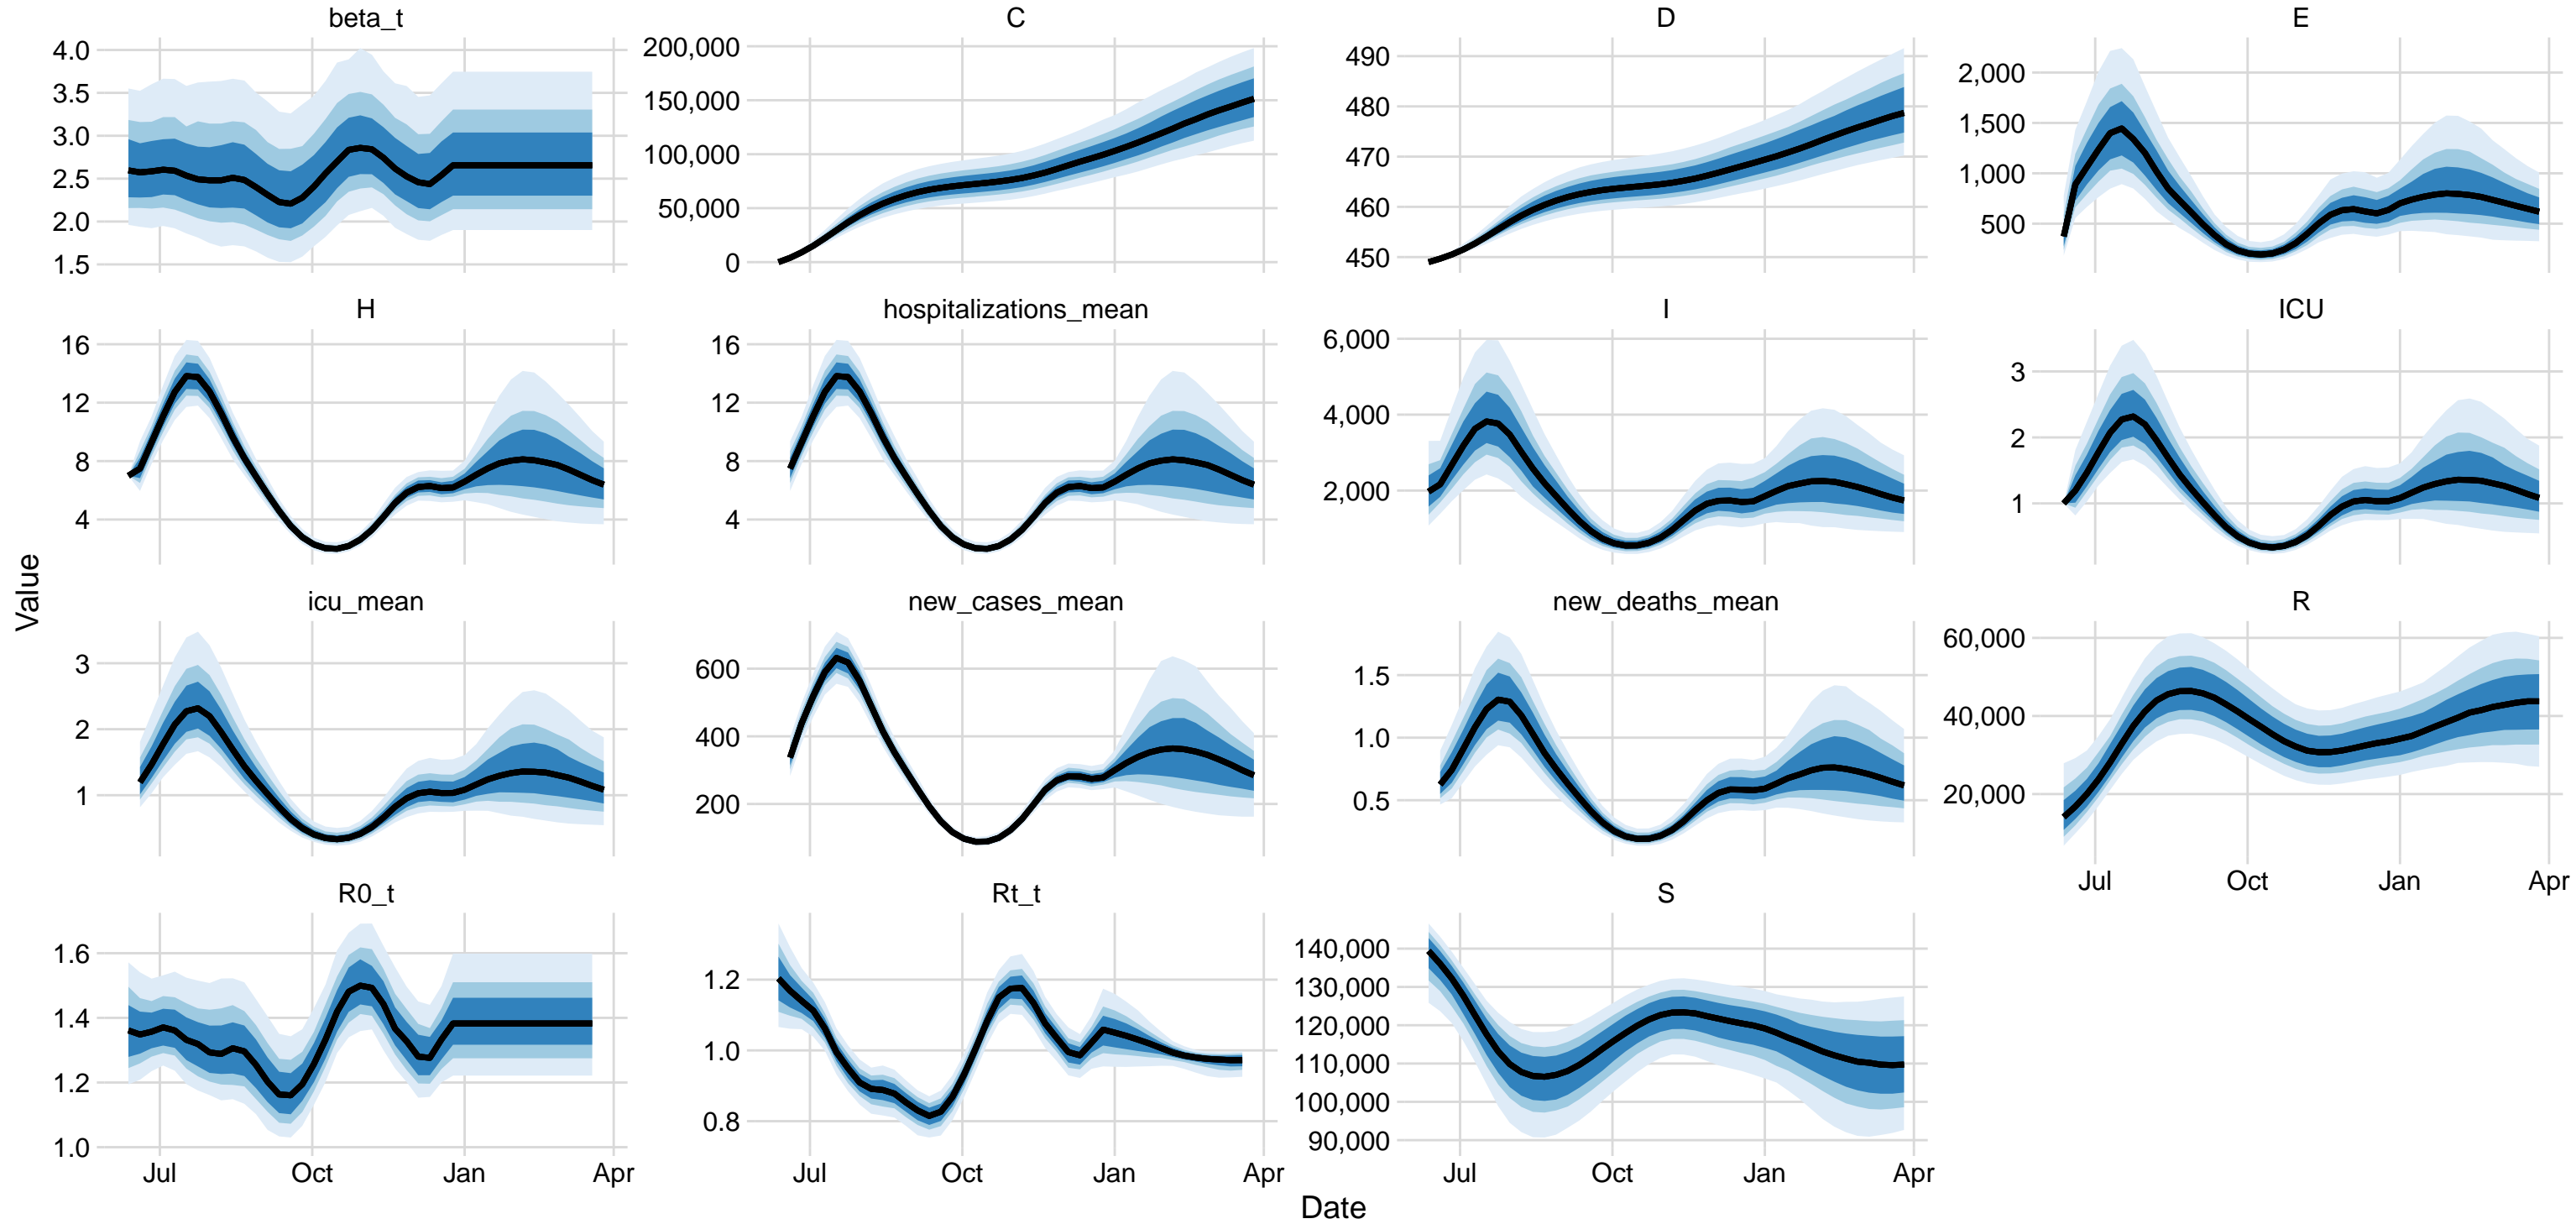 beta_t
C
D
E
4.0
3.5
3.0
2.5
2.0
1.5
200,000
150,000
100,000
50,000
0
490
480
470
460
450
2,000
1,500
1,000
500
H
hospitalizations_mean
I
ICU
16
12
8
4
16
12
8
4
6,000
4,000
2,000
3
2
1
Value
icu_mean
new_cases_mean
new_deaths_mean
R
3
2
1
600
400
200
1.5
1.0
0.5
60,000
40,000
20,000
Jul Oct Jan Apr
R0_t
Rt_t
S
1.6
1.4
1.2
1.0
1.2
1.0
0.8
140,000
130,000
120,000
110,000
100,000
90,000
Jul Oct Jan Apr
Jul Oct Jan Apr
Jul Oct Jan Apr
Date